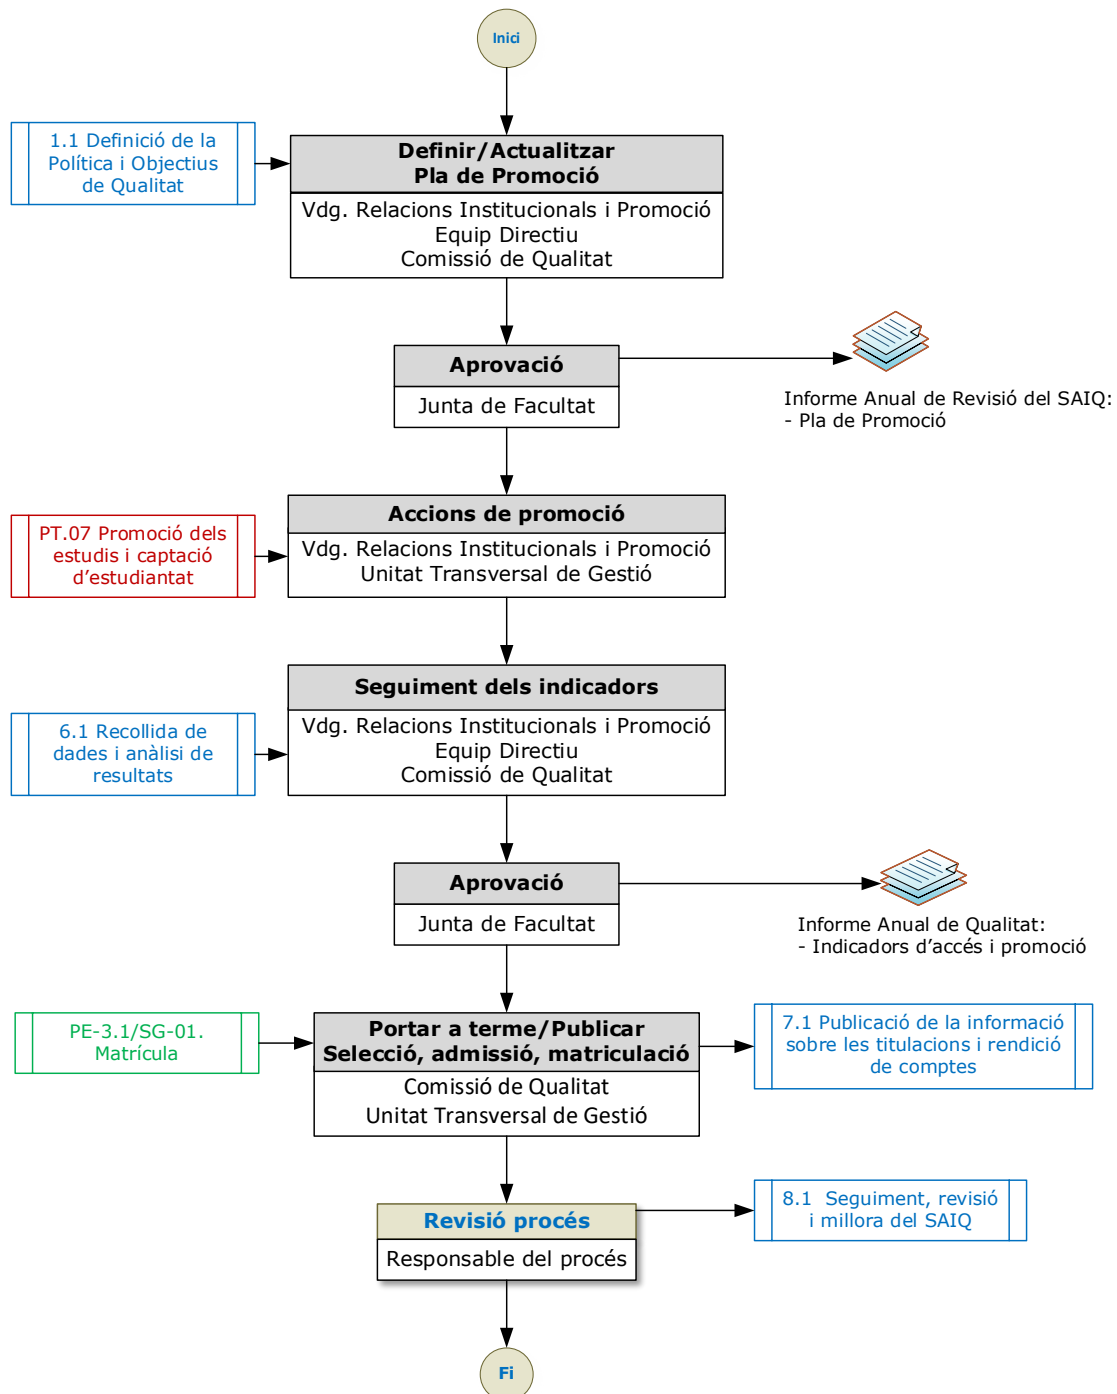 Inici
1.1 Definició de la
Política i Objectius
de Qualitat
Definir/Actualitzar
Pla de Promoció
Vdg. Relacions Institucionals i Promoció
Equip Directiu
Comissió de Qualitat
Aprovació
Junta de Facultat
Informe Anual de Revisió del SAIQ:
- Pla de Promoció
PT.07 Promoció dels
estudis i captació
d’estudiantat
Accions de promoció
Vdg. Relacions Institucionals i Promoció
Unitat Transversal de Gestió
6.1 Recollida de
dades i anàlisi de
resultats
Seguiment dels indicadors
Vdg. Relacions Institucionals i Promoció
Equip Directiu
Comissió de Qualitat
Aprovació
Junta de Facultat
Informe Anual de Qualitat:
- Indicadors d’accés i promoció
PE-3.1/SG-01.
Matrícula
Portar a terme/Publicar
Selecció, admissió, matriculació
Comissió de Qualitat
Unitat Transversal de Gestió
7.1 Publicació de la informació
sobre les titulacions i rendició
de comptes
Revisió procés
Responsable del procés
8.1 Seguiment, revisió
i millora del SAIQ
Fi